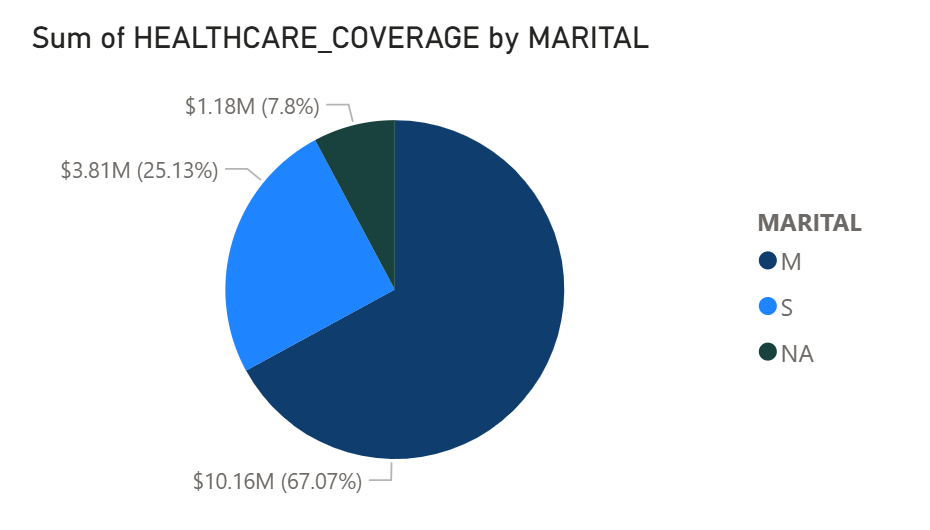 Sum of HEALTHCARE_COVERAGE by MARITAL
$1.18M (7.8%)
$3.81M (25.13%)
$10.16M (67.07%)
MARITAL
M
S
NA